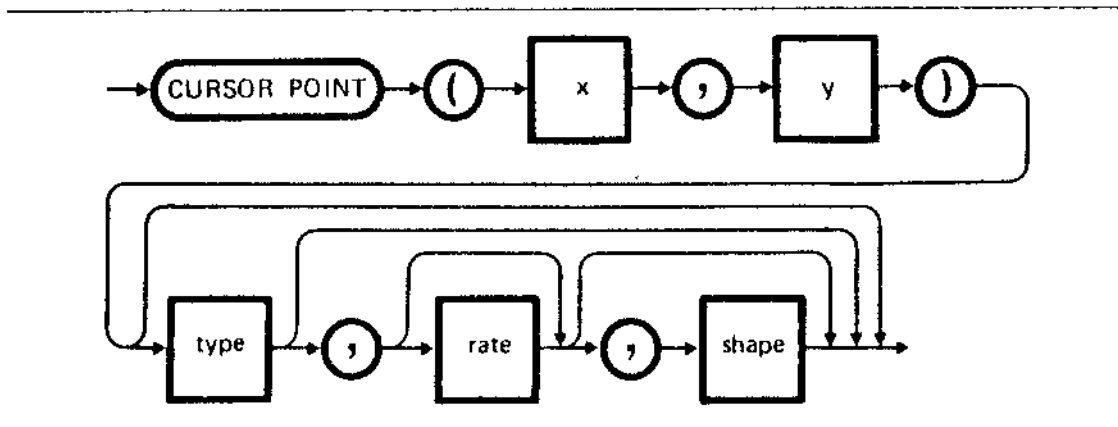 CURSOR POINT ( x , y )
type , rate , shape